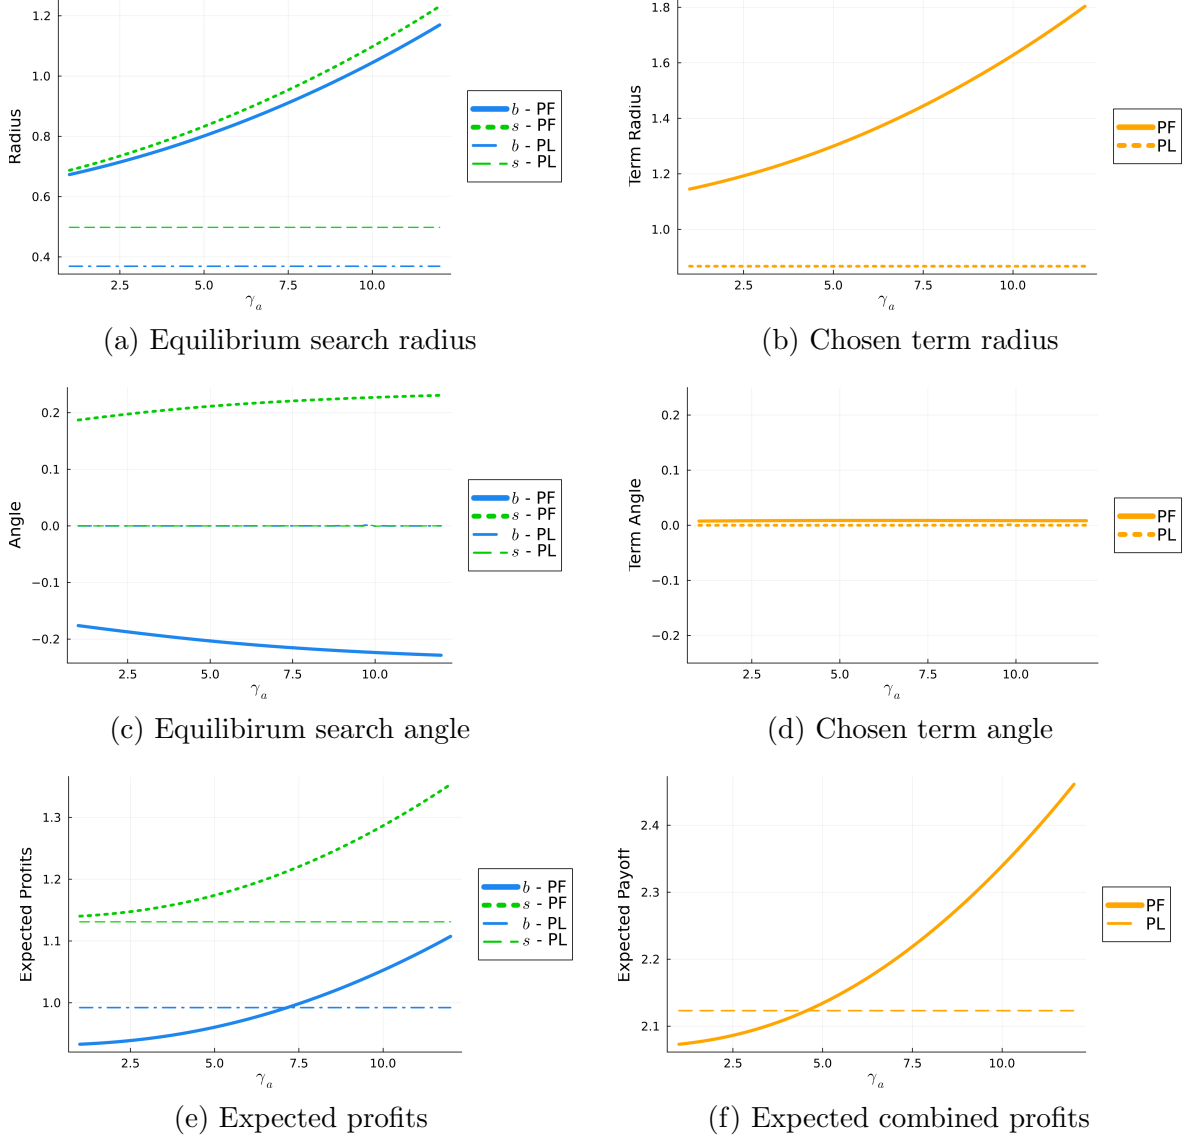 1.2
1.0
0.8
0.6
0.4
Radius
2.5 5.0 7.5 10.0
γₐ
b - PF
s - PF
b - PL
s - PL
(a) Equilibrium search radius
1.8
1.6
1.4
1.2
1.0
Term Radius
2.5 5.0 7.5 10.0
γₐ
PF
PL
(b) Chosen term radius
0.2
0.1
0.0
−0.1
−0.2
Angle
2.5 5.0 7.5 10.0
γₐ
b - PF
s - PF
b - PL
s - PL
(c) Equilibirum search angle
0.2
0.1
0.0
−0.1
−0.2
Term Angle
2.5 5.0 7.5 10.0
γₐ
PF
PL
(d) Chosen term angle
1.3
1.2
1.1
1.0
Expected Profits
2.5 5.0 7.5 10.0
γₐ
b - PF
s - PF
b - PL
s - PL
(e) Expected profits
2.4
2.3
2.2
2.1
Expected Payoff
2.5 5.0 7.5 10.0
γₐ
PF
PL
(f) Expected combined profits